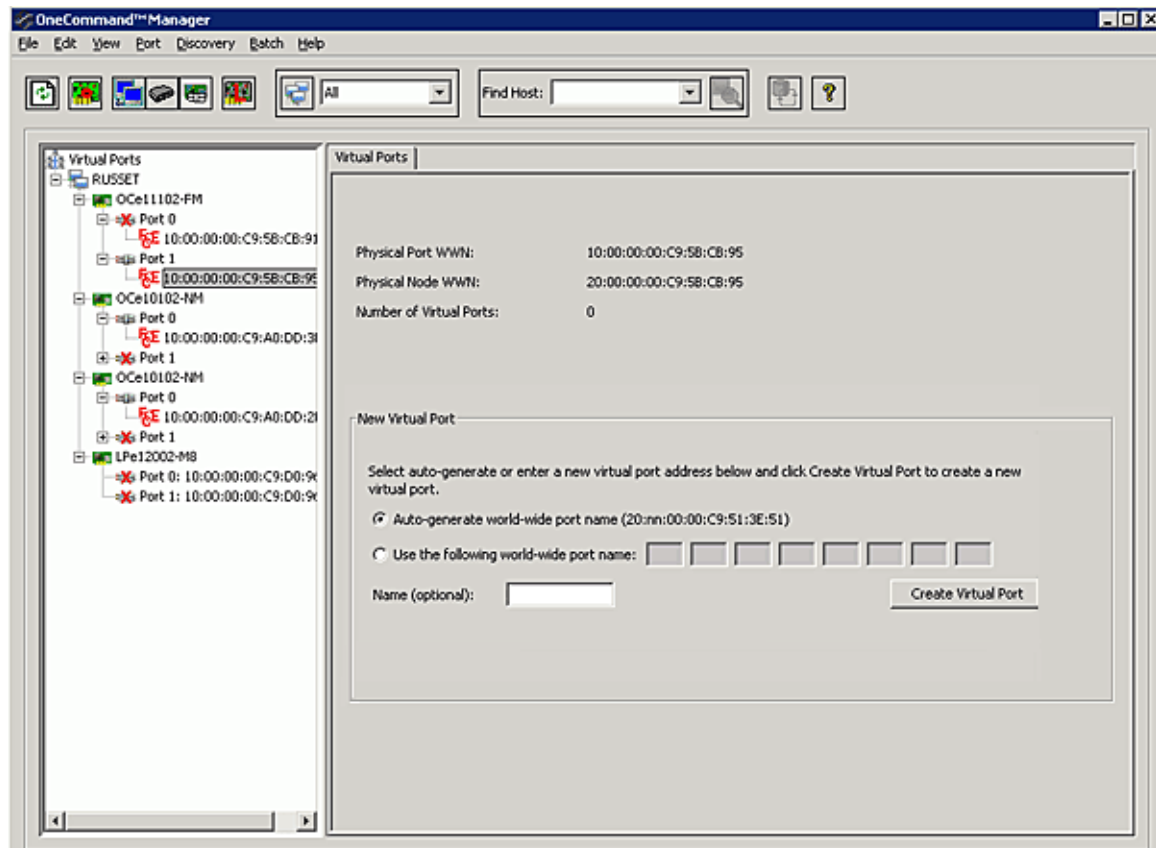 OneCommand™Manager
File Edit View Port Discovery Batch Help
All
Find Host:
Virtual Ports
RUSSET
OCe11102-FM
Port 0
FCoE 10:00:00:00:C9:5B:CB:91
Port 1
FCoE 10:00:00:00:C9:5B:CB:95
OCe10102-NM
Port 0
FCoE 10:00:00:00:C9:A0:DD:3
Port 1
OCe10102-NM
Port 0
FCoE 10:00:00:00:C9:A0:DD:2
Port 1
LPe12002-M8
Port 0: 10:00:00:00:C9:D0:9
Port 1: 10:00:00:00:C9:D0:9
Virtual Ports
Physical Port WWN: 10:00:00:00:C9:5B:CB:95
Physical Node WWN: 20:00:00:00:C9:5B:CB:95
Number of Virtual Ports: 0
New Virtual Port
Select auto-generate or enter a new virtual port address below and click Create Virtual Port to create a new
virtual port.
Auto-generate world-wide port name (20:nn:00:00:C9:51:3E:51)
Use the following world-wide port name:
Name (optional):
Create Virtual Port